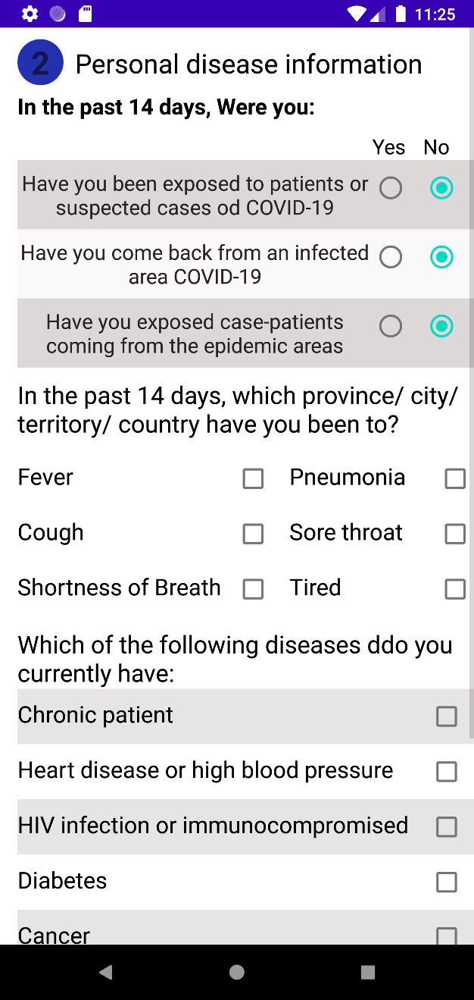 11:25
2 Personal disease information
In the past 14 days, Were you:
Yes No
Have you been exposed to patients or
suspected cases od COVID-19
Have you come back from an infected
area COVID-19
Have you exposed case-patients
coming from the epidemic areas
In the past 14 days, which province/ city/
territory/ country have you been to?
Fever Pneumonia
Cough Sore throat
Shortness of Breath Tired
Which of the following diseases ddo you
currently have:
Chronic patient
Heart disease or high blood pressure
HIV infection or immunocompromised
Diabetes
Cancer